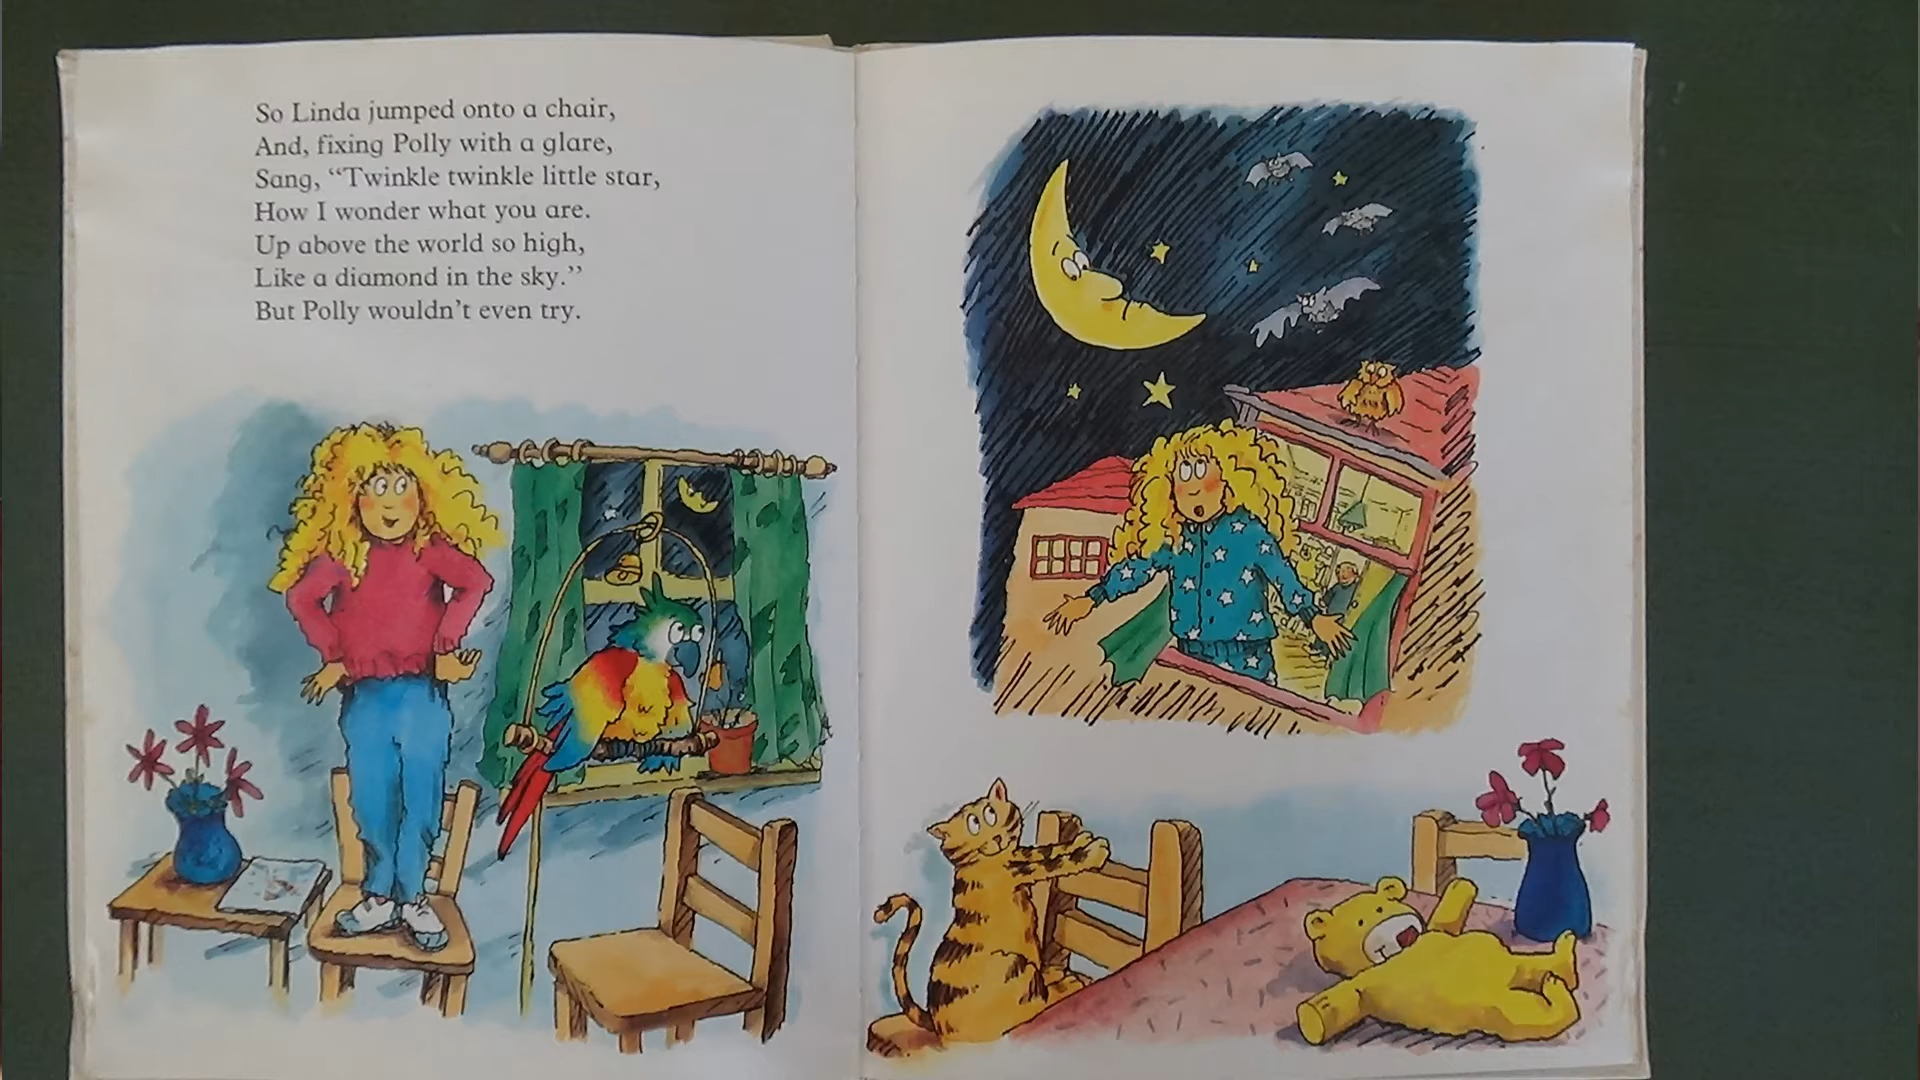 So Linda jumped onto a chair,
And, fixing Polly with a glare,
Sang, “Twinkle twinkle little star,
How I wonder what you are.
Up above the world so high,
Like a diamond in the sky.”
But Polly wouldn’t even try.